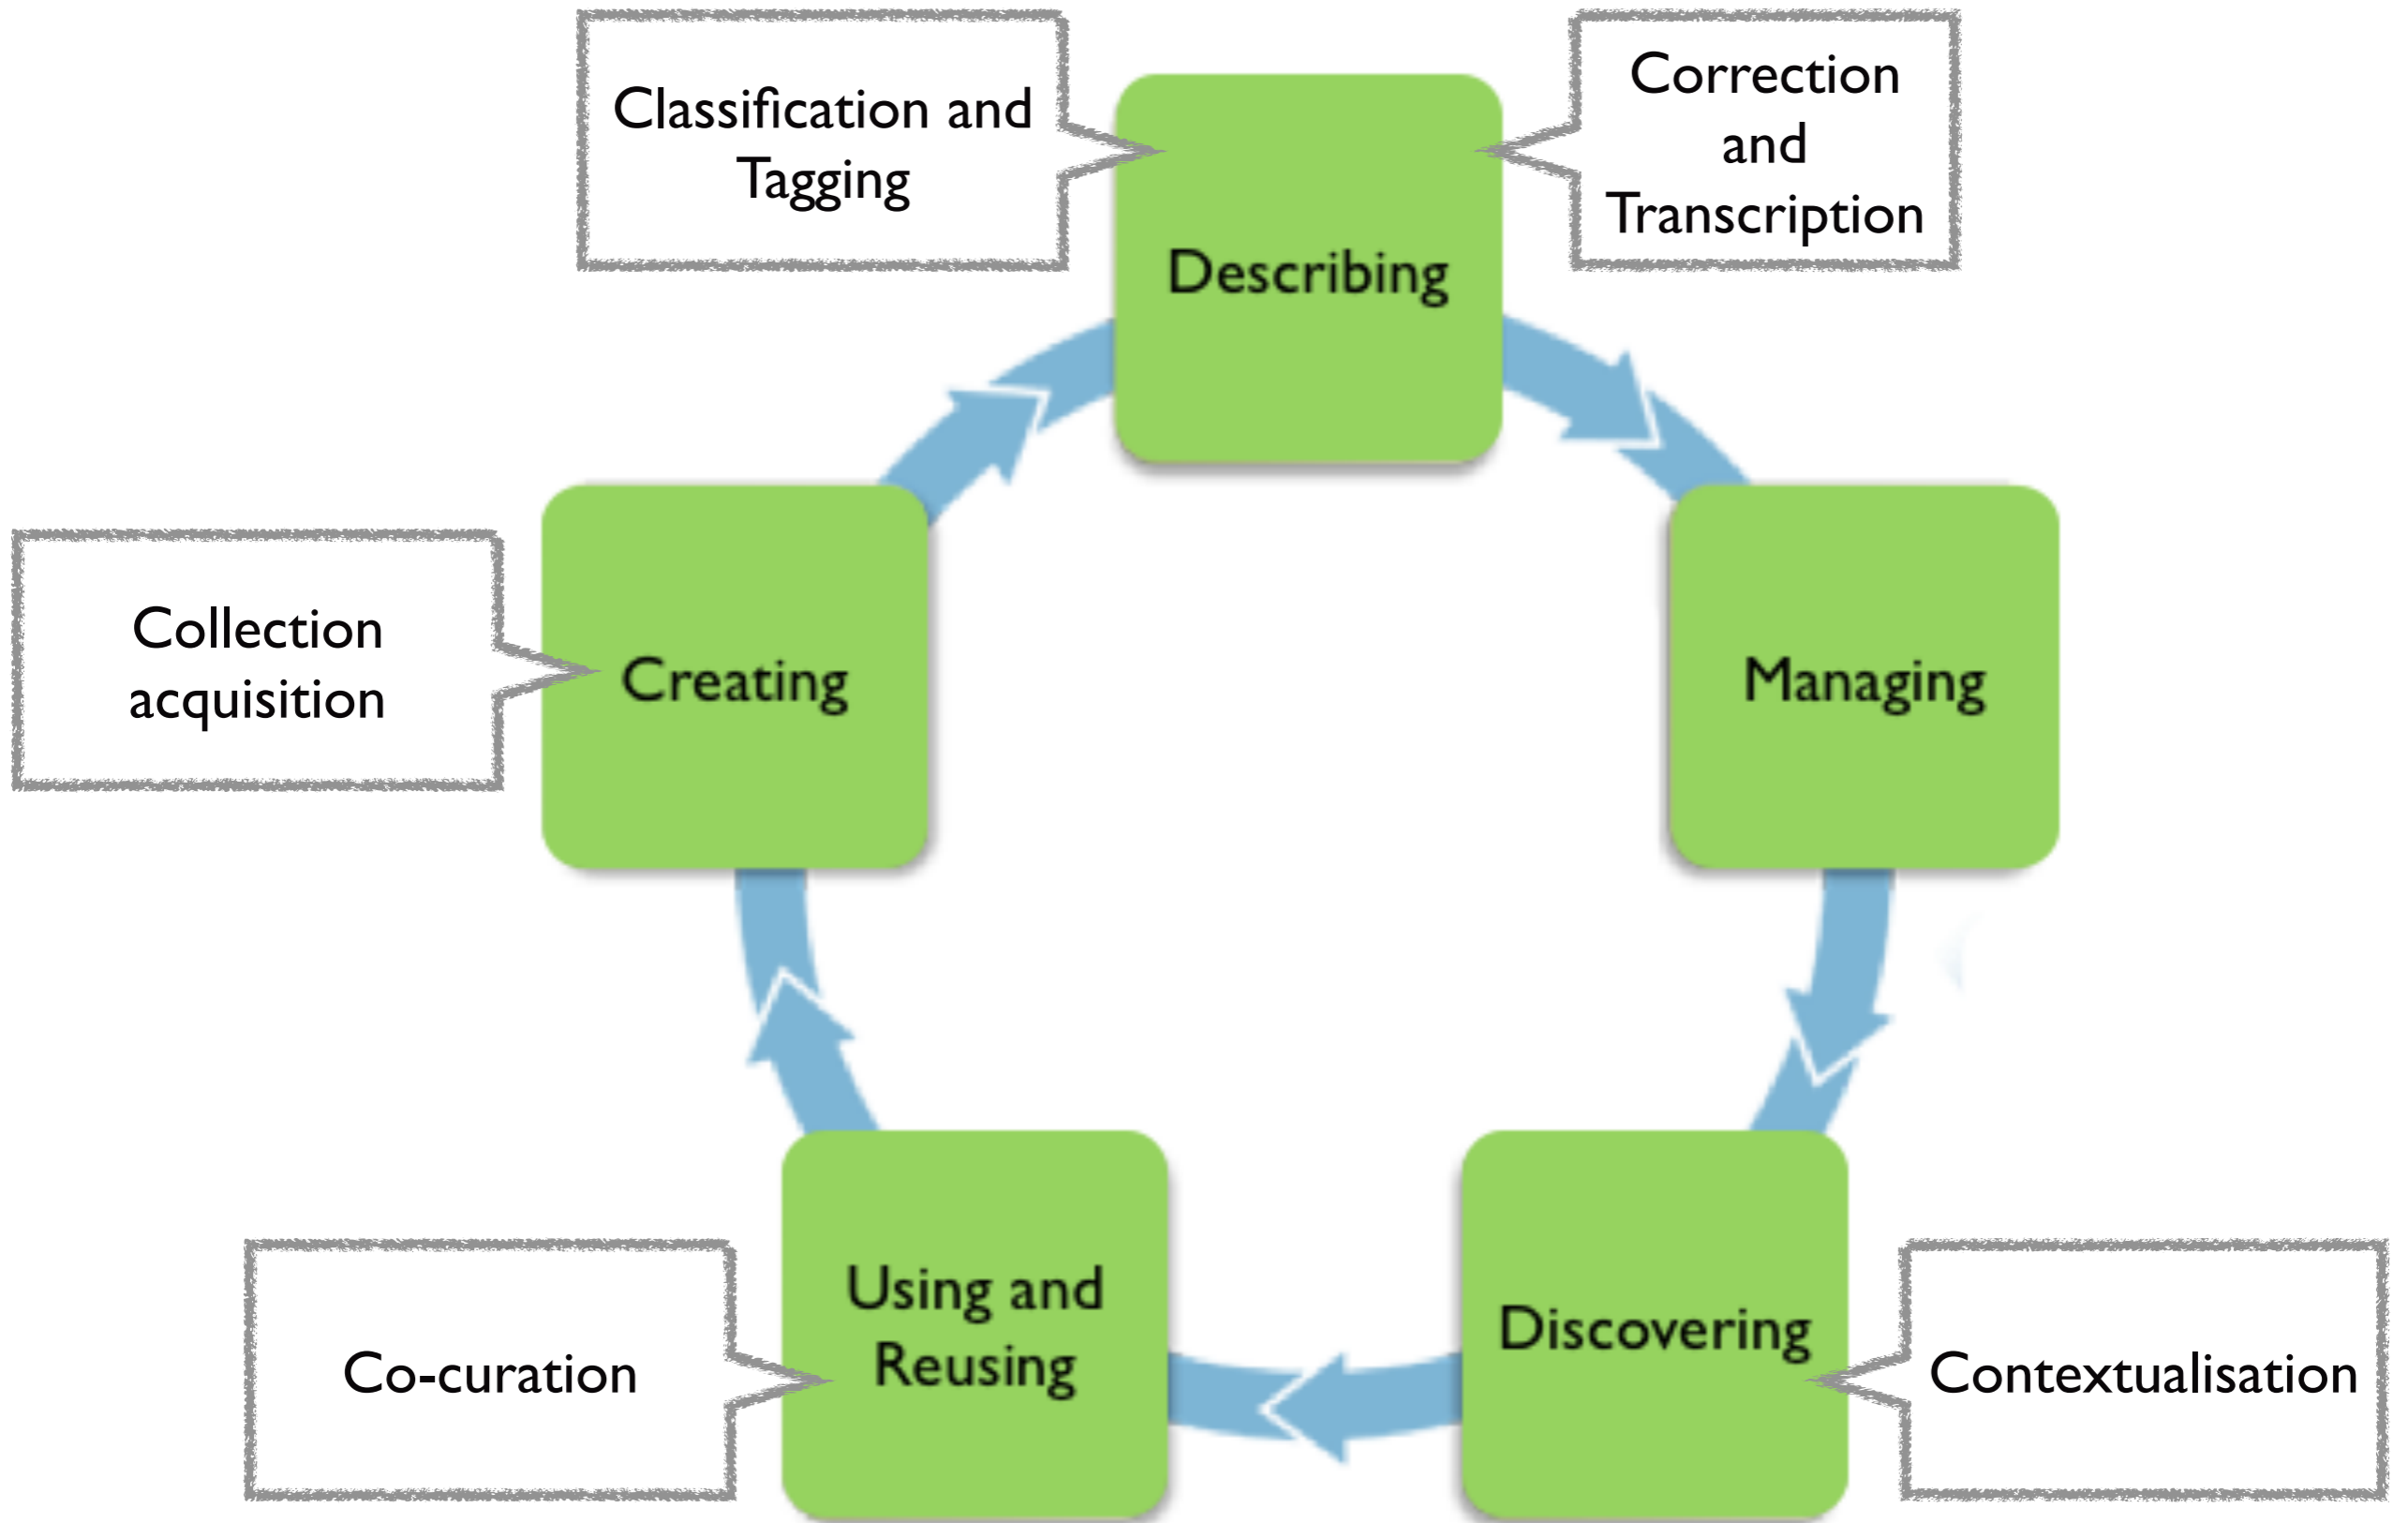 Classification and
Tagging
Correction
and
Transcription
Describing
Collection
acquisition
Creating
Managing
Co-curation
Using and
Reusing
Discovering
Contextualisation